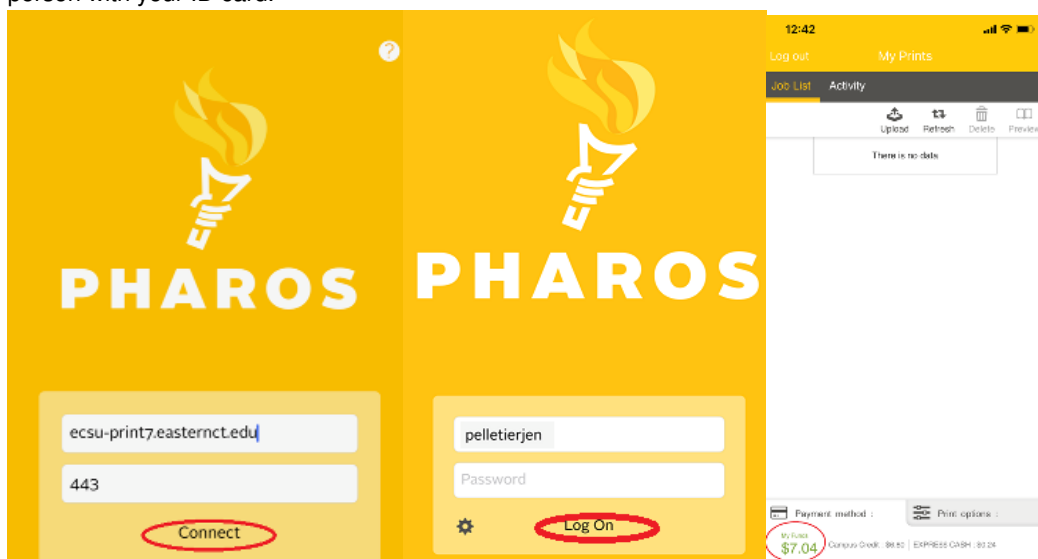 person with your ID card.
?
PHAROS
ecsu-print7.easternct.edu
443
Connect
PHAROS
pelletierjen
Password
Log On
12:42
Log out My Prints
Job List Activity
Upload Refresh Delete Preview
There is no data
Payment method : Print options :
My Funds
$7.04 Campus Credit : $6.80 | EXPRESS CASH : $0.24